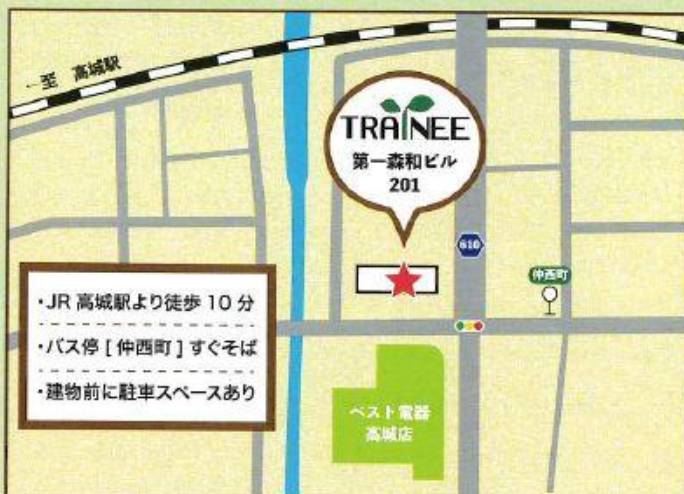 ←至 高城駅
TRAINEE
第一森和ビル
201
610
仲西町
・JR 高城駅より徒歩 10 分
・バス停 [ 仲西町 ] すぐそば
・建物前に駐車スペースあり
ベスト電器
高城店